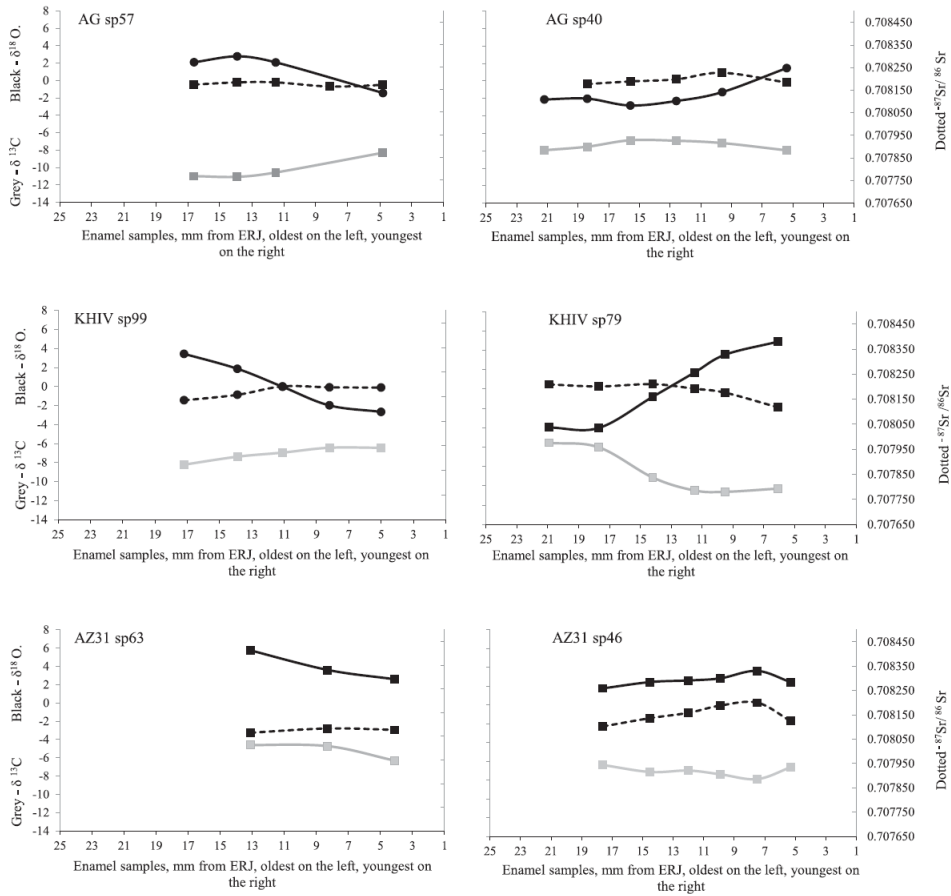 AG sp57
8
6
4
2
0
-2
-4
-6
-8
-10
-12
-14
Black - δ¹⁸O.
Grey - δ ¹³C
25 23 21 19 17 15 13 11 9 7 5 3 1
Enamel samples, mm from ERJ, oldest on the left, youngest
on the right
AG sp40
0.708450
0.708350
0.708250
0.708150
0.708050
0.707950
0.707850
0.707750
0.707650
Dotted -⁸⁷Sr/ ⁸⁶ Sr
25 23 21 19 17 15 13 11 9 7 5 3 1
Enamel samples, mm from ERJ, oldest on the left, youngest on
the right
KHIV sp99
8
6
4
2
0
-2
-4
-6
-8
-10
-12
-14
Black - δ¹⁸O.
Grey - δ ¹³C
25 23 21 19 17 15 13 11 9 7 5 3 1
Enamel samples, mm from ERJ, oldest on the left, youngest on
the right
KHIV sp79
0.708450
0.708350
0.708250
0.708150
0.708050
0.707950
0.707850
0.707750
0.707650
Dotted - ⁸⁷Sr /⁸⁶Sr
25 23 21 19 17 15 13 11 9 7 5 3 1
Enamel samples, mm from ERJ, oldest on the left, youngest on
the right
AZ31 sp63
8
6
4
2
0
-2
-4
-6
-8
-10
-12
-14
Black - δ¹⁸ O.
Grey - δ ¹³C
25 23 21 19 17 15 13 11 9 7 5 3 1
Enamel samples, mm from ERJ, oldest on the left, youngest on
the right
AZ31 sp46
0.708450
0.708350
0.708250
0.708150
0.708050
0.707950
0.707850
0.707750
0.707650
Dotted - ⁸⁷Sr/ ⁸⁶ Sr
25 23 21 19 17 15 13 11 9 7 5 3 1
Enamel samples, mm from ERJ, oldest on the left, youngest on
the right